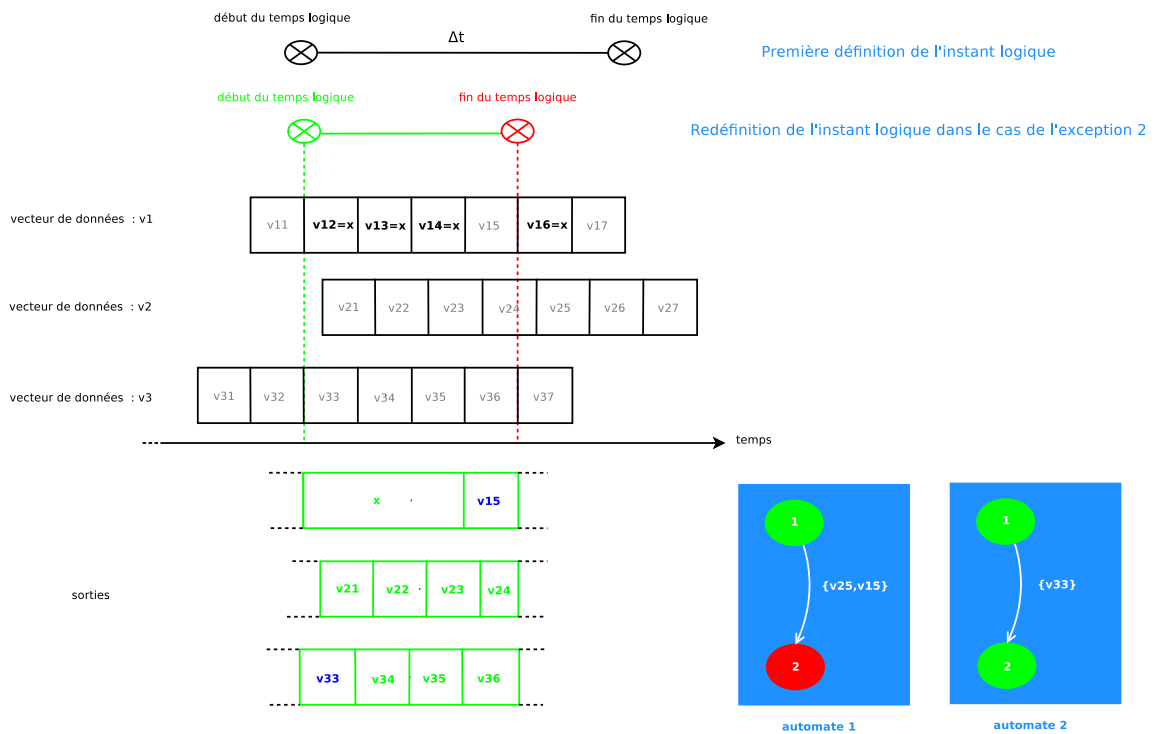 début du temps logique
fin du temps logique
Δt
Première définition de l'instant logique
début du temps logique
fin du temps logique
Redéfinition de l'instant logique dans le cas de l'exception 2
vecteur de données : v1
v11
v12=x
v13=x
v14=x
v15
v16=x
v17
vecteur de données : v2
v21
v22
v23
v24
v25
v26
v27
vecteur de données : v3
v31
v32
v33
v34
v35
v36
v37
temps
x
v15
sorties
v21
v22
v23
v24
v33
v34
v35
v36
1
{v25,v15}
2
automate 1
1
{v33}
2
automate 2